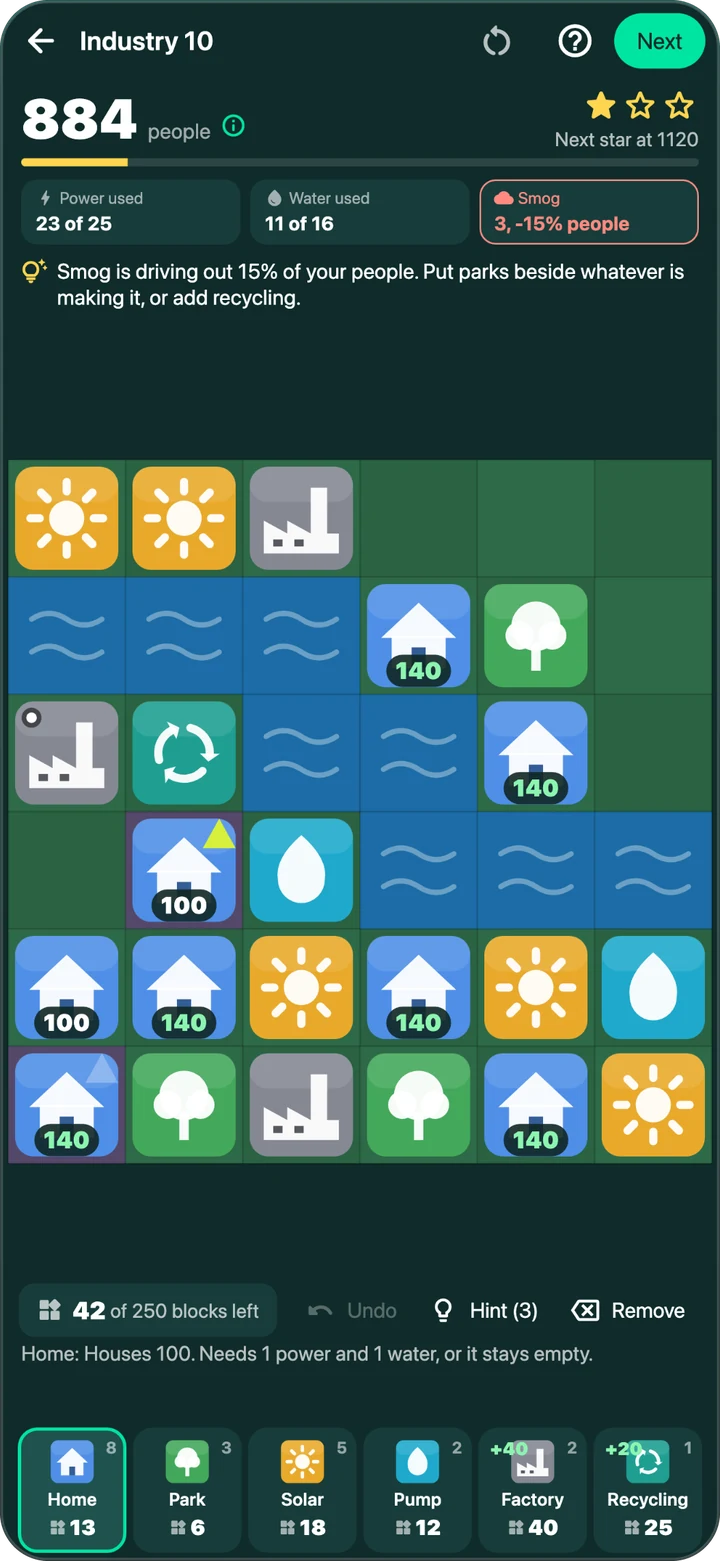 Industry 10
Next
884 people
Next star at 1120
Power used
23 of 25
Water used
11 of 16
Smog
3, -15% people
Smog is driving out 15% of your people. Put parks beside whatever is
making it, or add recycling.
140
140
100
100
140
140
140
140
42 of 250 blocks left
Undo
Hint (3)
Remove
Home: Houses 100. Needs 1 power and 1 water, or it stays empty.
8
3
5
2
+40
2
+20
1
Home
Park
Solar
Pump
Factory
Recycling
13
6
18
12
40
25